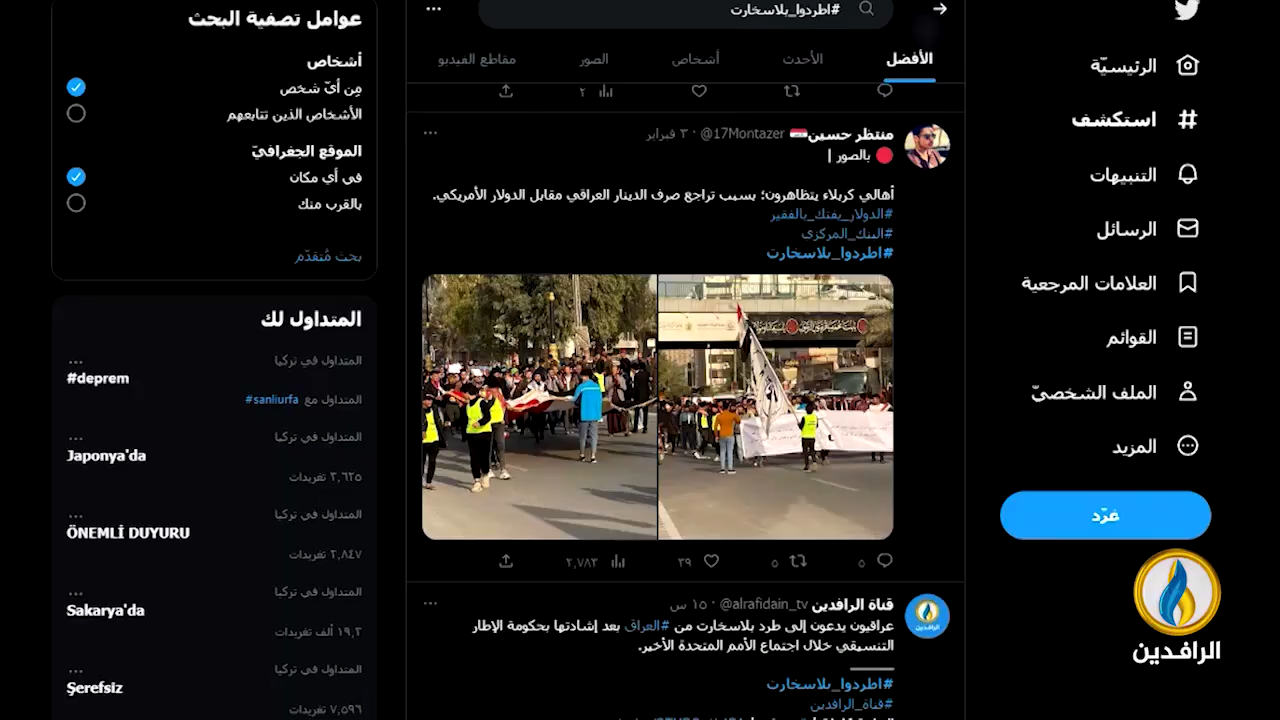 الرئيسيّة
استكشف
التنبيهات
الرسائل
العلامات المرجعية
القوائم
الملف الشخصيّ
المزيد
غرّد
الرافدين
#اطردوا_بلاسخارت
الأفضل
الأحدث
أشخاص
الصور
مقاطع الفيديو
٢
منتظر حسين @17Montazer · ٣ فبراير
بالصور |
أهالي كربلاء يتظاهرون؛ بسبب تراجع صرف الدينار العراقي مقابل الدولار الأمريكي.
#الدولار_يفتك_بالفقير
#البنك_المركزي
#اطردوا_بلاسخارت
٥
٥
٣٩
٢,٧٨٣
قناة الرافدين @alrafidain_tv · ١٥ س
عراقيون يدعون إلى طرد بلاسخارت من #العراق بعد إشادتها بحكومة الإطار
التنسيقي خلال اجتماع الأمم المتحدة الأخير.
#اطردوا_بلاسخارت
#قناة_الرافدين
عوامل تصفية البحث
أشخاص
مِن أيّ شخص
الأشخاص الذين تتابعهم
الموقع الجغرافيّ
في أي مكان
بالقرب منك
بحث مُتقدّم
المتداول لك
المتداول في تركيا
#deprem
المتداول مع #sanliurfa
المتداول في تركيا
Japonya'da
٣,٦٢٥ تغريدات
المتداول في تركيا
ÖNEMLİ DUYURU
٢,٨٤٧ تغريدات
المتداول في تركيا
Sakarya'da
١٩,٣ ألف تغريدات
المتداول في تركيا
Şerefsiz
٧,٥٩٦ تغريدات